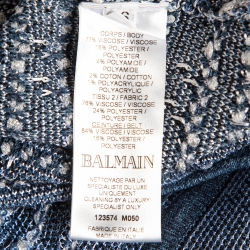 CORPS / BODY
VISCOSE / VISCOSE
POLYESTER /
POLYESTER
POLYAMIDE /
POLYAMIDE
2% COTON / COTTON
1% POLYACRYLIQUE /
POLYACRYLIC
TISSU / FABRIC 2
VISCOSE / VISCOSE
24% POLYESTER /
POLYESTER
CEINTURE / BELT
64% VISCOSE / VISCOSE
POLYESTER /
POLYESTER
BALMAIN
NETTOYAGE PAR UN
SPECIALISTE DU LUXE
UNIQUEMENT
CLEANING BY A LUXURY
SPECIALIST ONLY
123574 M050
FABRIQUE EN ITALIE
MADE IN ITALY